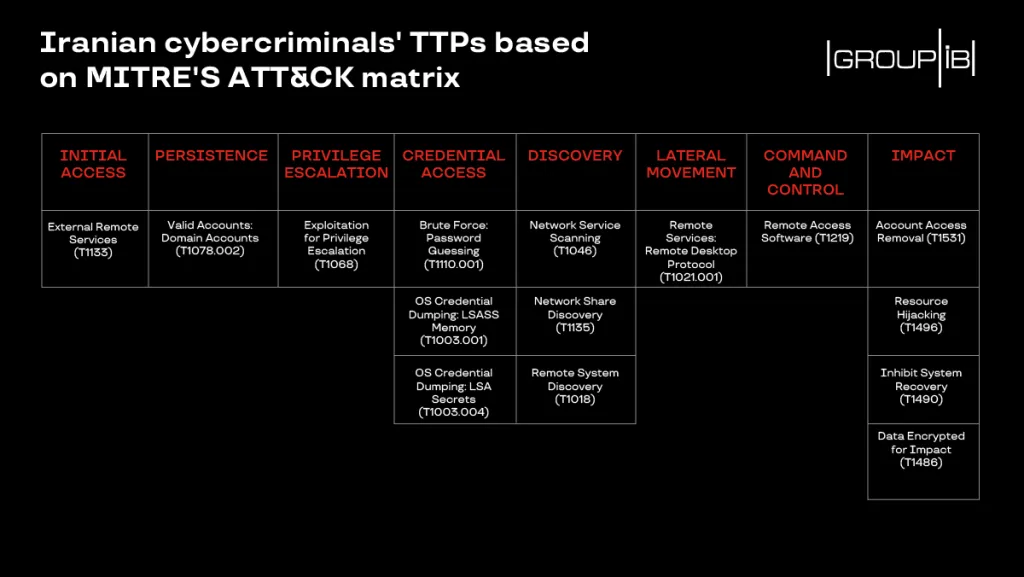 Iranian cybercriminals' TTPs based
on MITRE'S ATT&CK matrix
GROUP iB
INITIAL
ACCESS
PERSISTENCE
PRIVILEGE
ESCALATION
CREDENTIAL
ACCESS
DISCOVERY
LATERAL
MOVEMENT
COMMAND
AND
CONTROL
IMPACT
External Remote
Services
(T1133)
Valid Accounts:
Domain Accounts
(T1078.002)
Exploitation
for Privilege
Escalation
(T1068)
Brute Force:
Password
Guessing
(T1110.001)
Network Service
Scanning
(T1046)
Remote
Services:
Remote Desktop
Protocol
(T1021.001)
Remote Access
Software (T1219)
Account Access
Removal (T1531)
OS Credential
Dumping: LSASS
Memory
(T1003.001)
Network Share
Discovery
(T1135)
Resource
Hijacking
(T1496)
OS Credential
Dumping: LSA
Secrets
(T1003.004)
Remote System
Discovery
(T1018)
Inhibit System
Recovery
(T1490)
Data Encrypted
for Impact
(T1486)